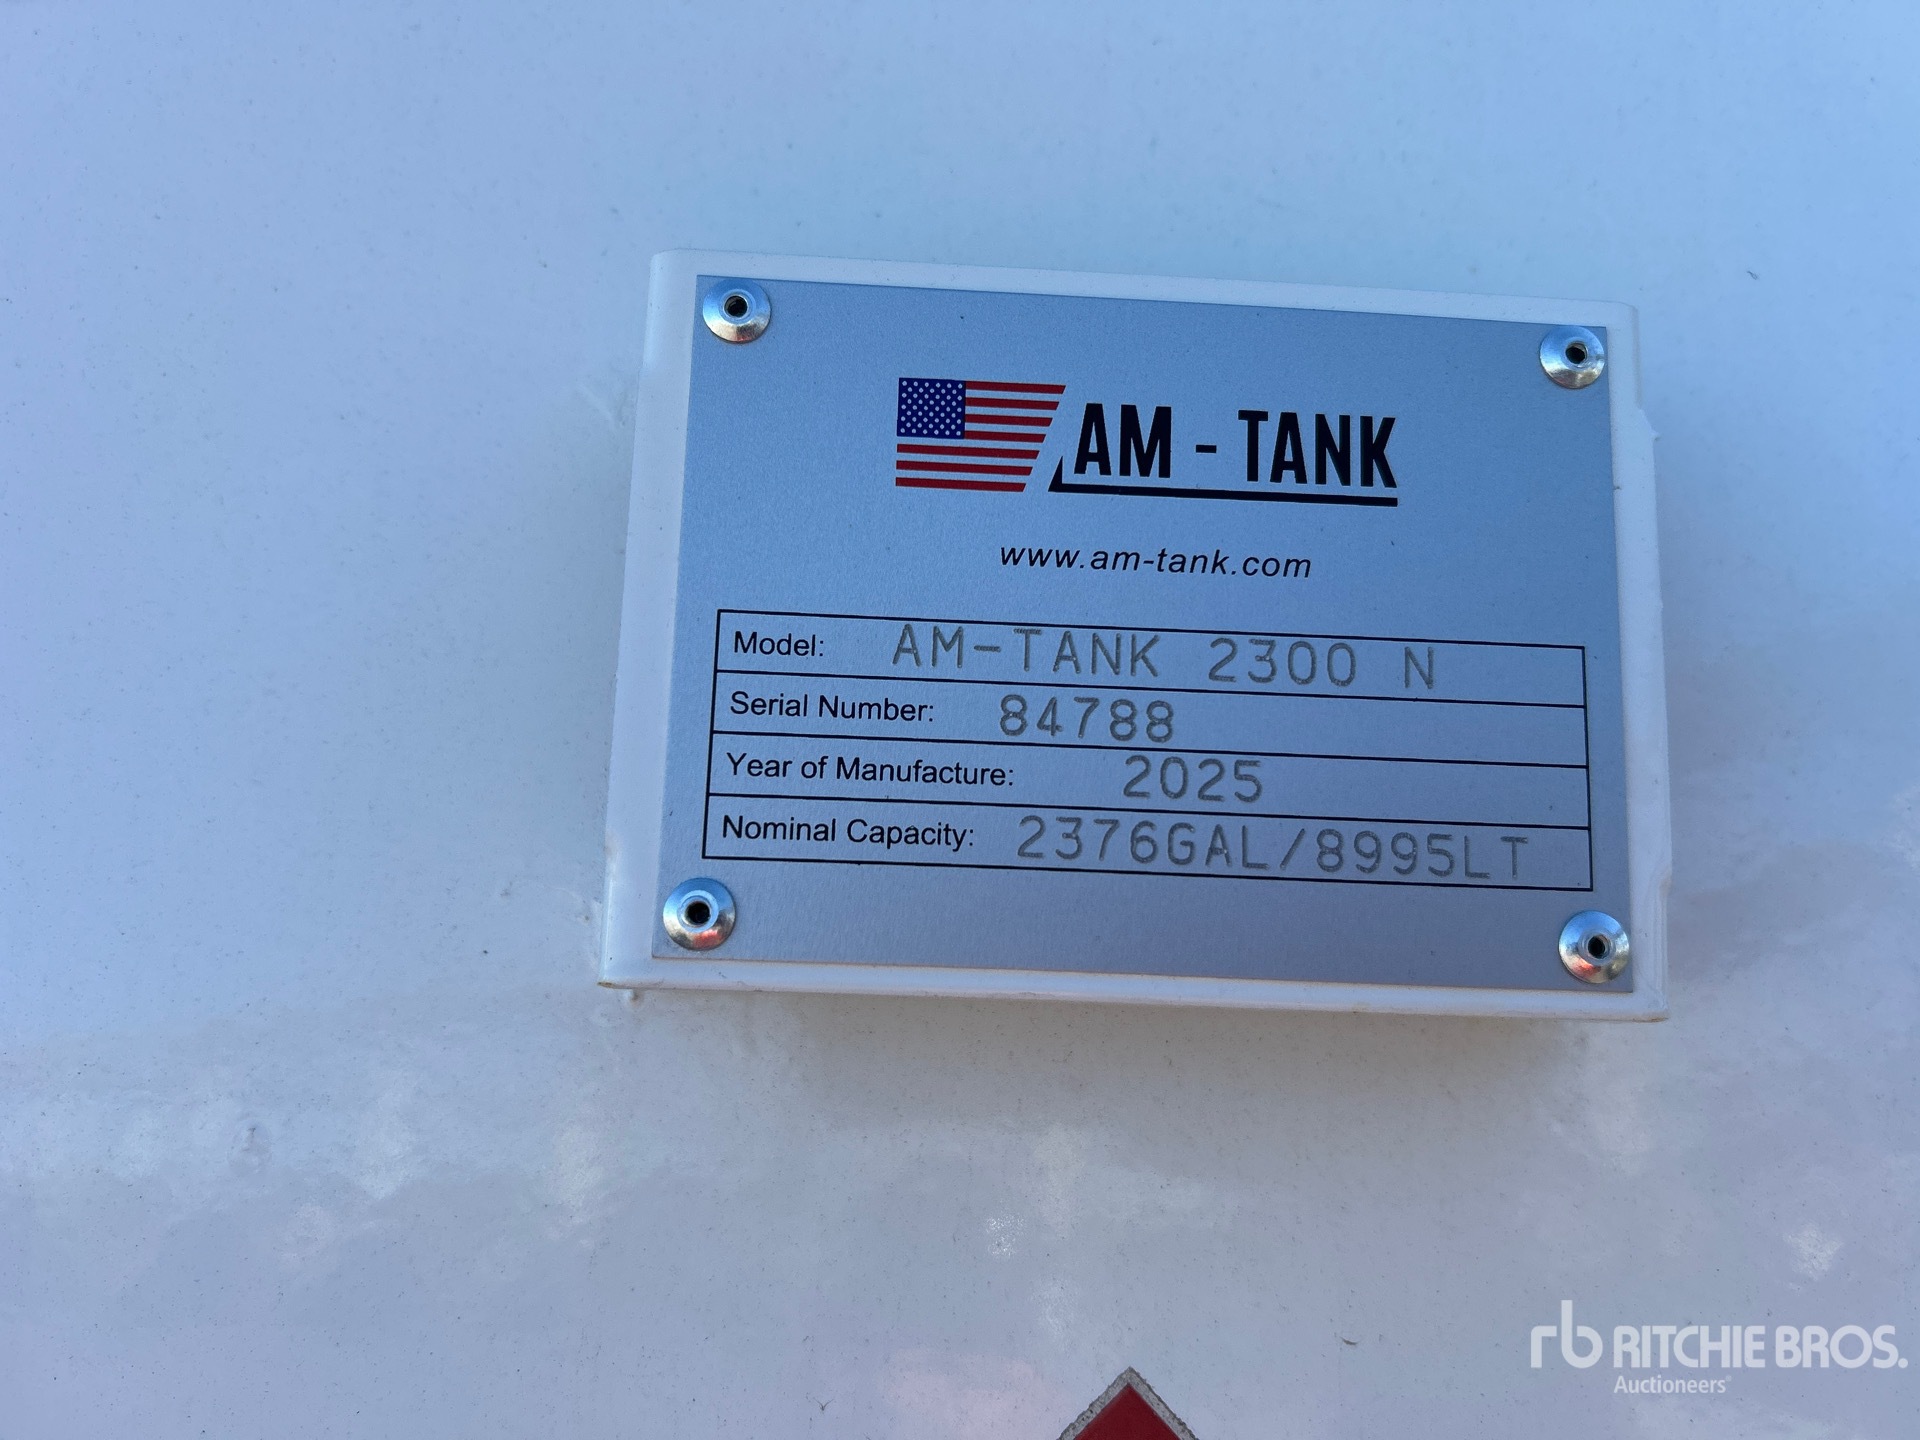 AM - TANK
www.am-tank.com
Model: AM-TANK 2300 N
Serial Number: 84788
Year of Manufacture: 2025
Nominal Capacity: 2376GAL/8995LT
rb RITCHIE BROS.
Auctioneers